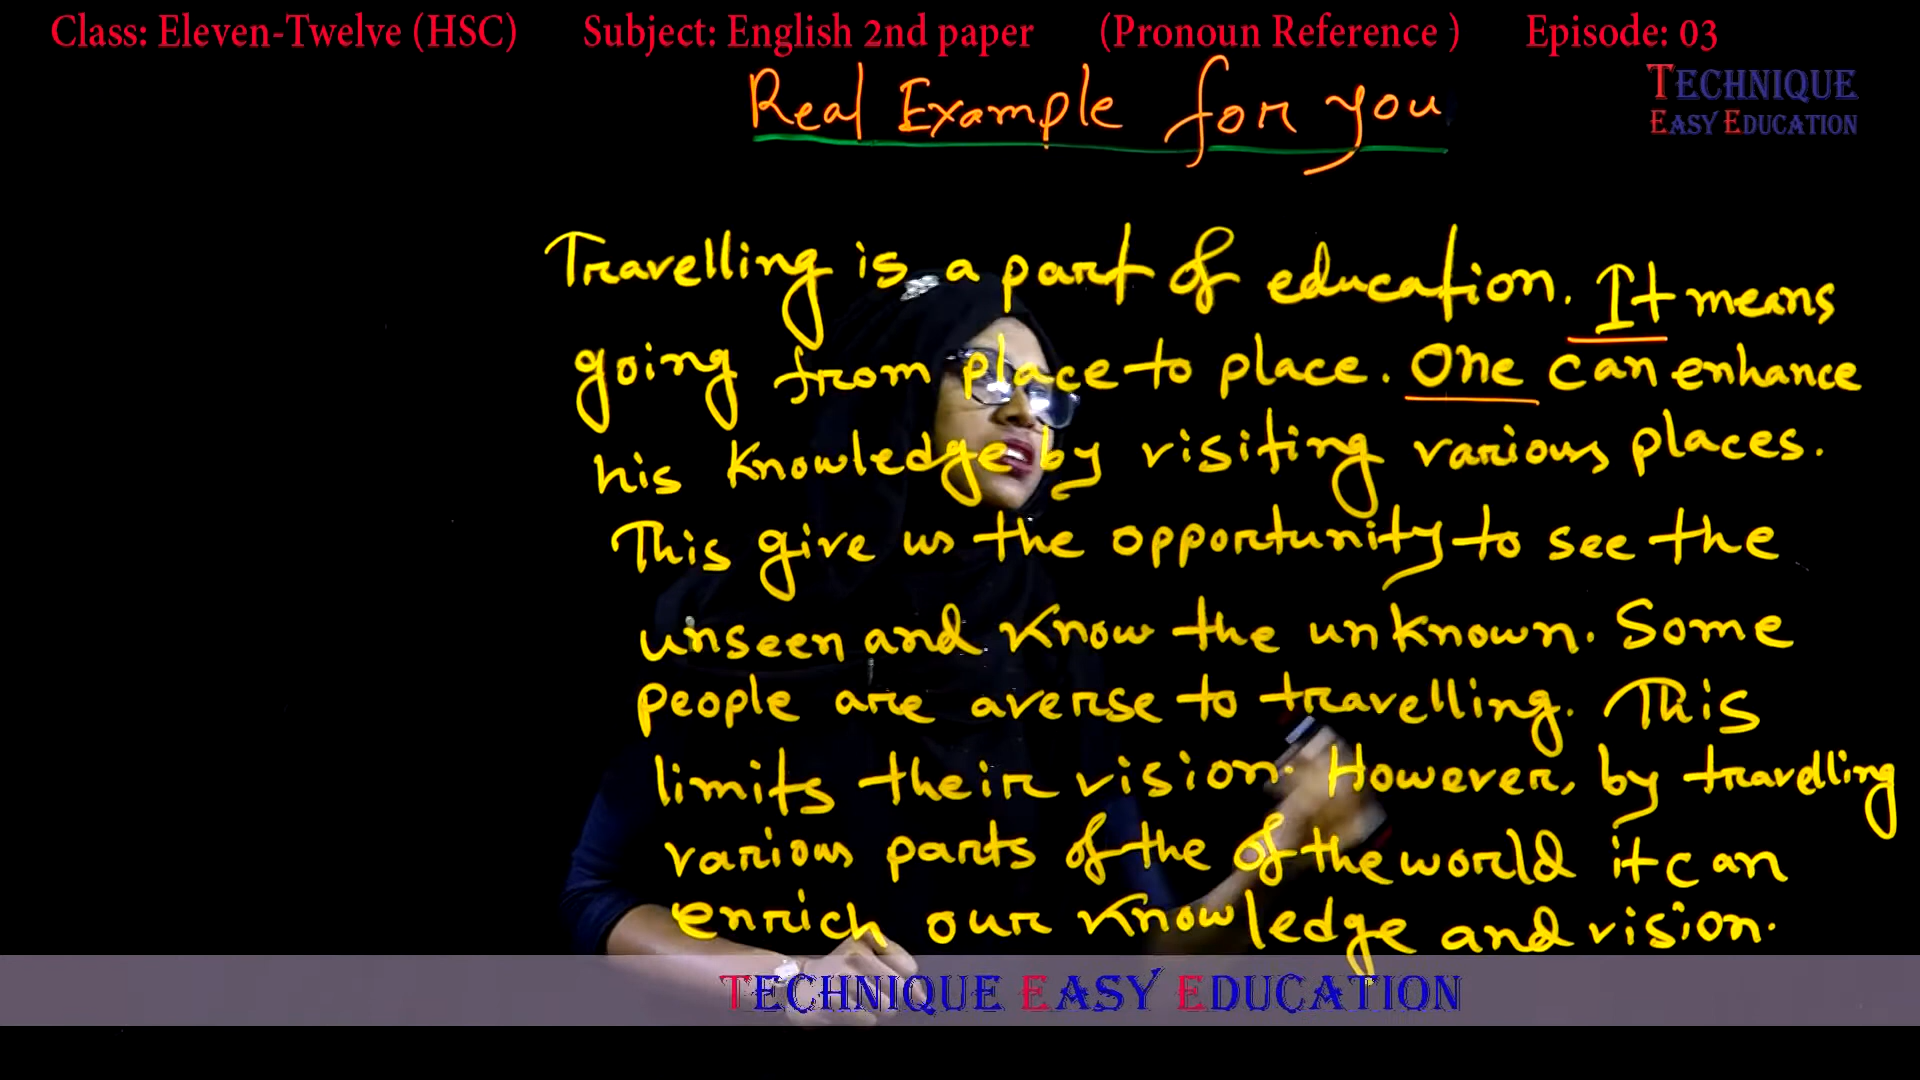 Class: Eleven-Twelve (HSC) Subject: English 2nd paper (Pronoun Reference ) Episode: 03
TECHNIQUE
EASY EDUCATION
Real Example for you
Travelling is a part of education. It means
going from place to place. One can enhance
his knowledge by visiting various places.
This give us the opportunity to see the
unseen and know the unknown. Some
people are averse to travelling. This
limits their vision. However, by travelling
various parts of the of the world it can
enrich our knowledge and vision.
TECHNIQUE EASY EDUCATION